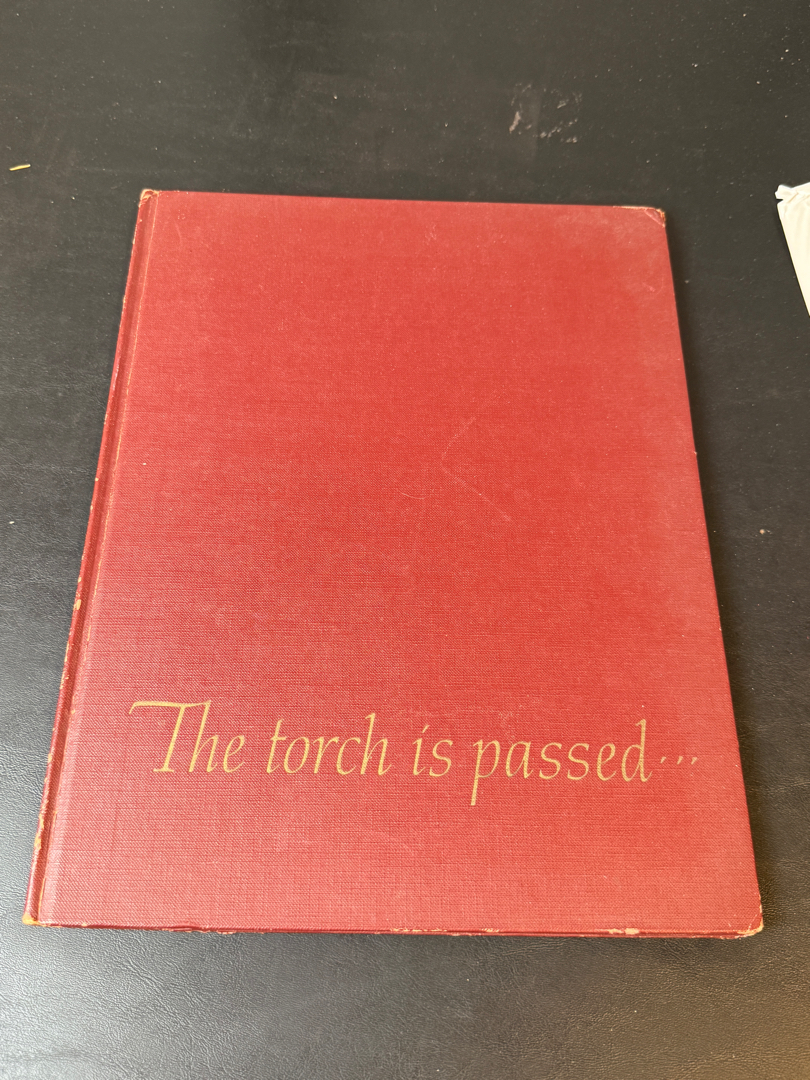 The torch is passed...